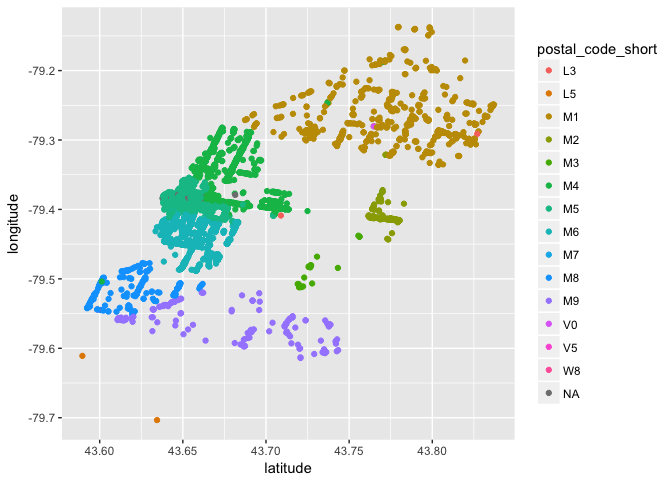 postal_code_short
L3
L5
M1
M2
M3
M4
M5
M6
M7
M8
M9
V0
V5
W8
NA
longitude
-79.2
-79.3
-79.4
-79.5
-79.6
-79.7
43.60 43.65 43.70 43.75 43.80
latitude